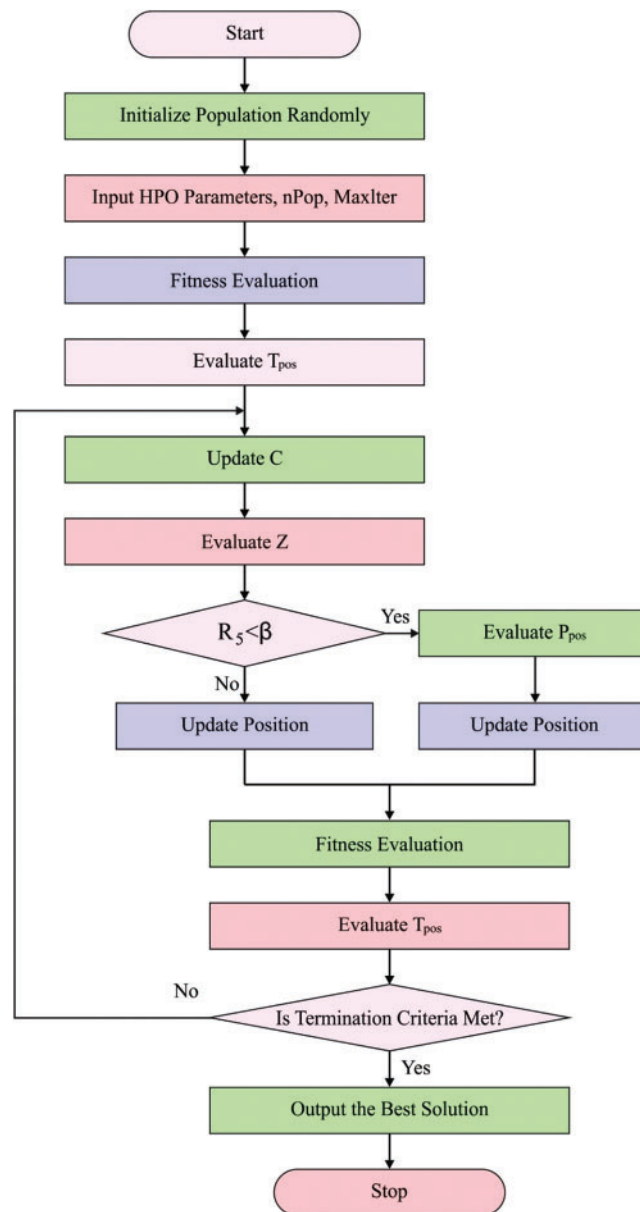 Start
Initialize Population Randomly
Input HPO Parameters, nPop, MaxIter
Fitness Evaluation
Evaluate Tpos
Update C
Evaluate Z
R5<β
Yes
Evaluate Ppos
No
Update Position
Update Position
Fitness Evaluation
Evaluate Tpos
No
Is Termination Criteria Met?
Yes
Output the Best Solution
Stop